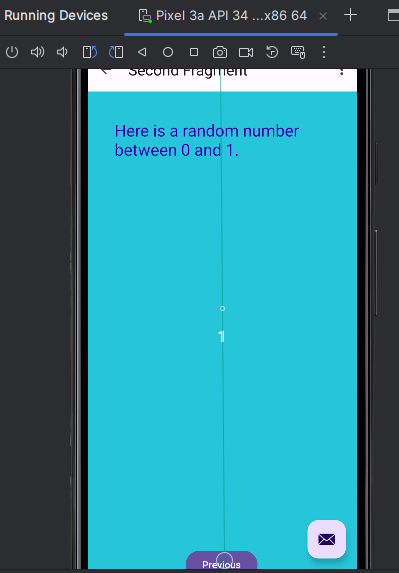 Running Devices
Pixel 3a API 34 ...x86 64
Second Fragment
Here is a random number
between 0 and 1.
1
Previous